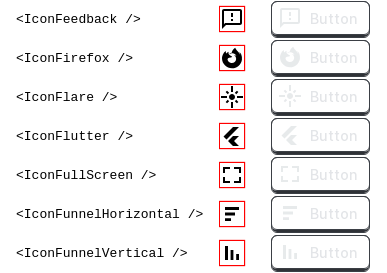 <IconFeedback /> Button
<IconFirefox /> Button
<IconFlare /> Button
<IconFlutter /> Button
<IconFullScreen /> Button
<IconFunnelHorizontal /> Button
<IconFunnelVertical /> Button